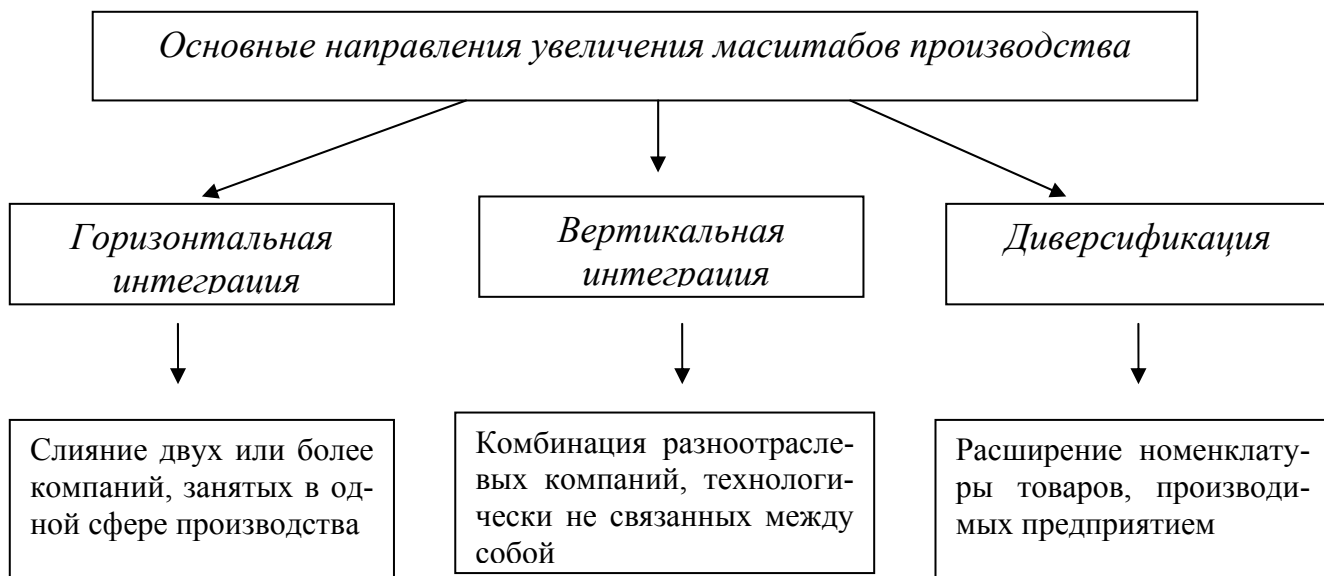 Основные направления увеличения масштабов производства
Горизонтальная
интеграция
Вертикальная
интеграция
Диверсификация
Слияние двух или более
компаний, занятых в од-
ной сфере производства
Комбинация разноотрасле-
вых компаний, технологи-
чески не связанных между
собой
Расширение номенклату-
ры товаров, производи-
мых предприятием